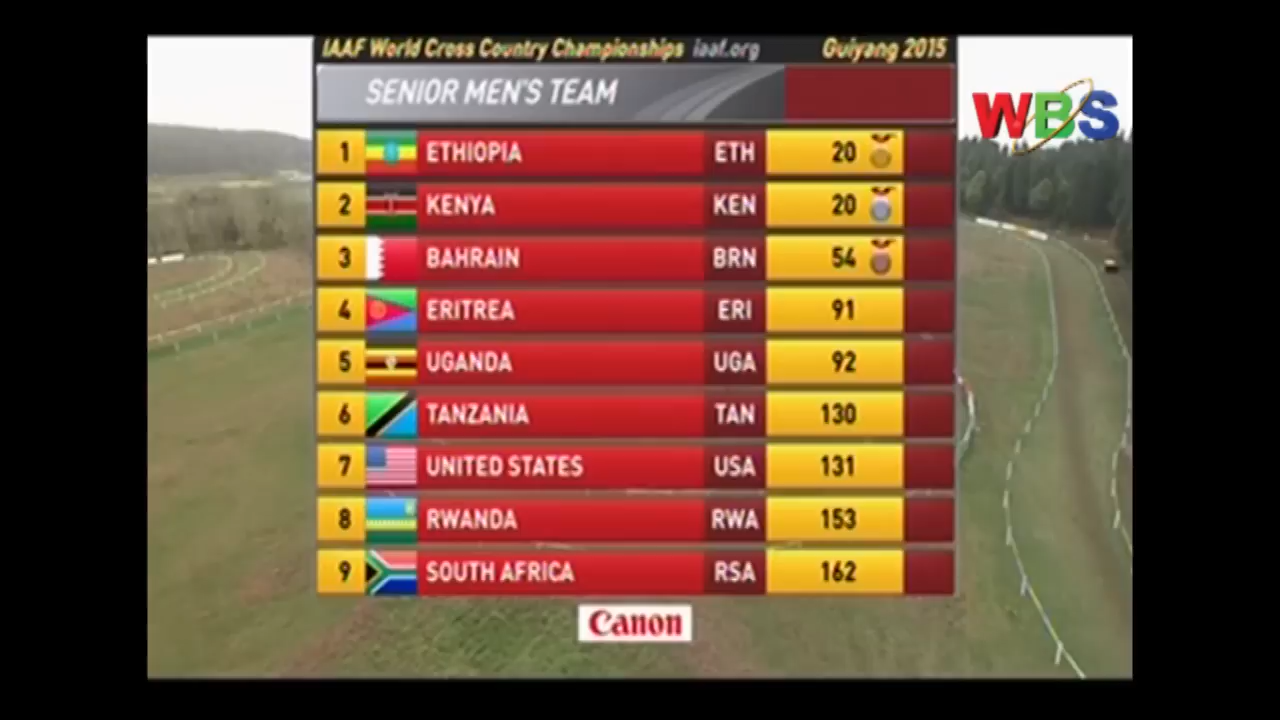 IAAF World Cross Country Championships iaaf.org Guiyang 2015
SENIOR MEN'S TEAM
WBS
1 ETHIOPIA ETH 20
2 KENYA KEN 20
3 BAHRAIN BRN 54
4 ERITREA ERI 91
5 UGANDA UGA 92
6 TANZANIA TAN 130
7 UNITED STATES USA 131
8 RWANDA RWA 153
9 SOUTH AFRICA RSA 162
Canon